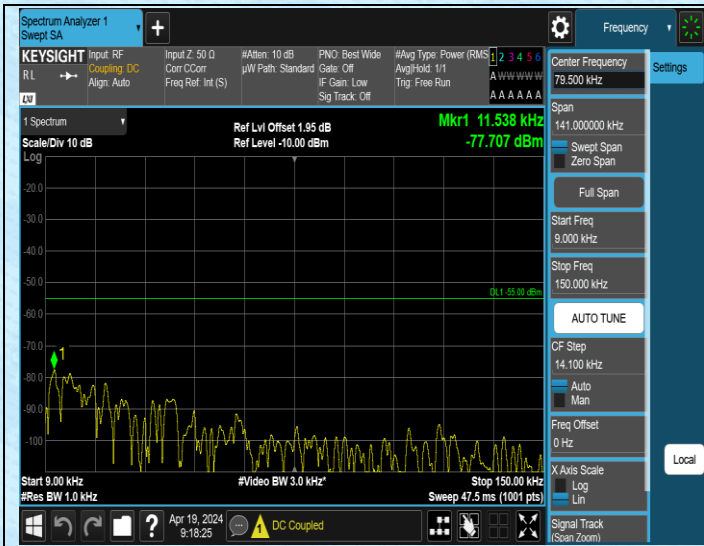 Spectrum Analyzer 1
Swept SA
+
Frequency
KEYSIGHT
RL
LXI
Input: RF
Coupling: DC
Align: Auto
Input Z: 50 Ω
Corr CCorr
Freq Ref: Int (S)
#Atten: 10 dB
µW Path: Standard
PNO: Best Wide
Gate: Off
IF Gain: Low
Sig Track: Off
#Avg Type: Power (RMS
Avg|Hold: 1/1
Trig: Free Run
1 2 3 4 5 6
A W W W W W
A A A A A A
1 Spectrum
Scale/Div 10 dB
Log
Ref Lvl Offset 1.95 dB
Ref Level -10.00 dBm
Mkr1 11.538 kHz
-77.707 dBm
-20.0
-30.0
-40.0
-50.0
-60.0
-70.0
-80.0
-90.0
-100
DL1 -55.00 dBm
1
Start 9.00 kHz
#Res BW 1.0 kHz
#Video BW 3.0 kHz*
Stop 150.00 kHz
Sweep 47.5 ms (1001 pts)
Center Frequency
79.500 kHz
Span
141.000000 kHz
Swept Span
Zero Span
Full Span
Start Freq
9.000 kHz
Stop Freq
150.000 kHz
AUTO TUNE
CF Step
14.100 kHz
Auto
Man
Freq Offset
0 Hz
X Axis Scale
Log
Lin
Signal Track
(Span Zoom)
Settings
Local
?
Apr 19, 2024
9:18:25
1
DC Coupled